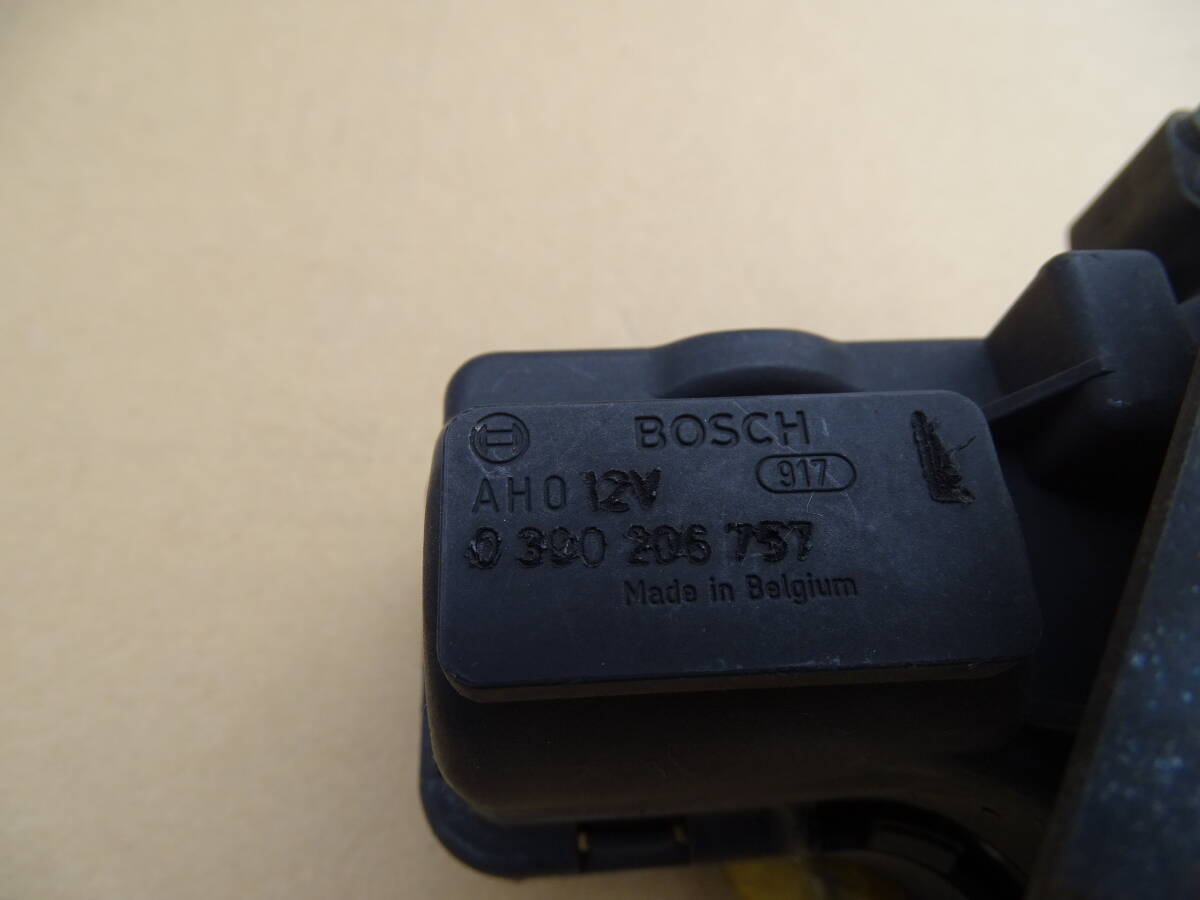 BOSCH
917
AHO 12V
0 390 206 757
Made in Belgium